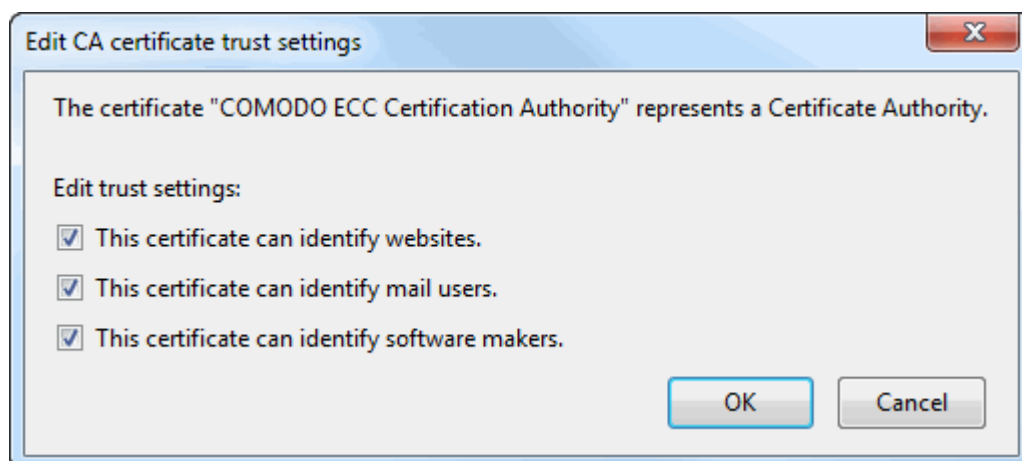 Edit CA certificate trust settings
The certificate "COMODO ECC Certification Authority" represents a Certificate Authority.
Edit trust settings:
This certificate can identify websites.
This certificate can identify mail users.
This certificate can identify software makers.
OK Cancel